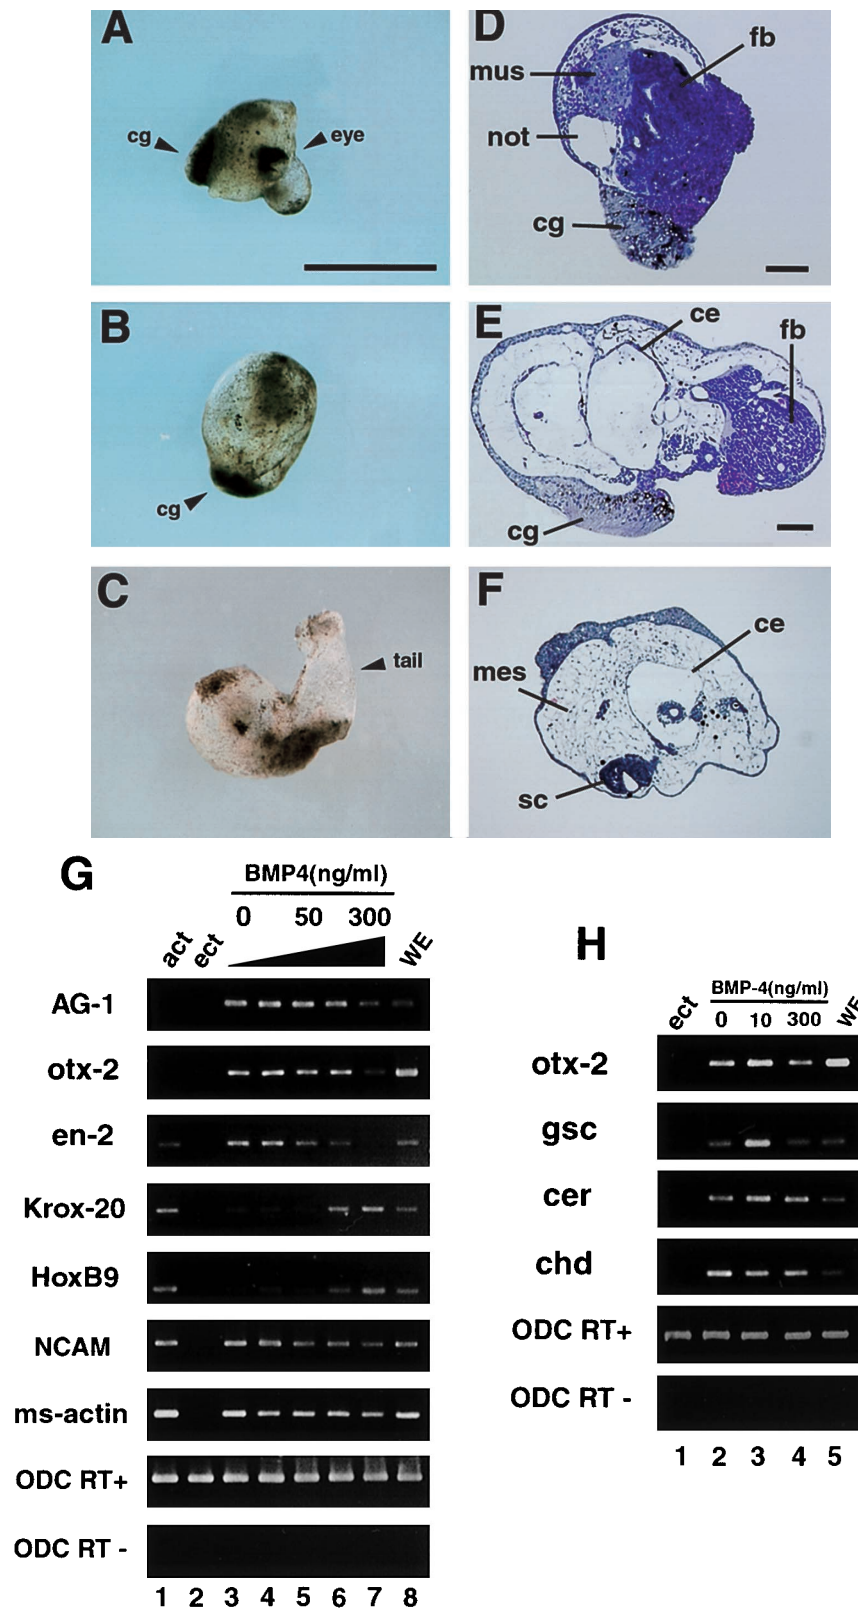 A
cg
eye
D
mus
not
cg
fb
B
cg
E
ce
fb
cg
C
tail
F
mes
ce
sc
G
BMP4(ng/ml)
act ect 0 50 300 WE
AG-1
otx-2
en-2
Krox-20
HoxB9
NCAM
ms-actin
ODC RT+
ODC RT -
1 2 3 4 5 6 7 8
H
BMP-4(ng/ml)
ect 0 10 300 WE
otx-2
gsc
cer
chd
ODC RT+
ODC RT -
1 2 3 4 5